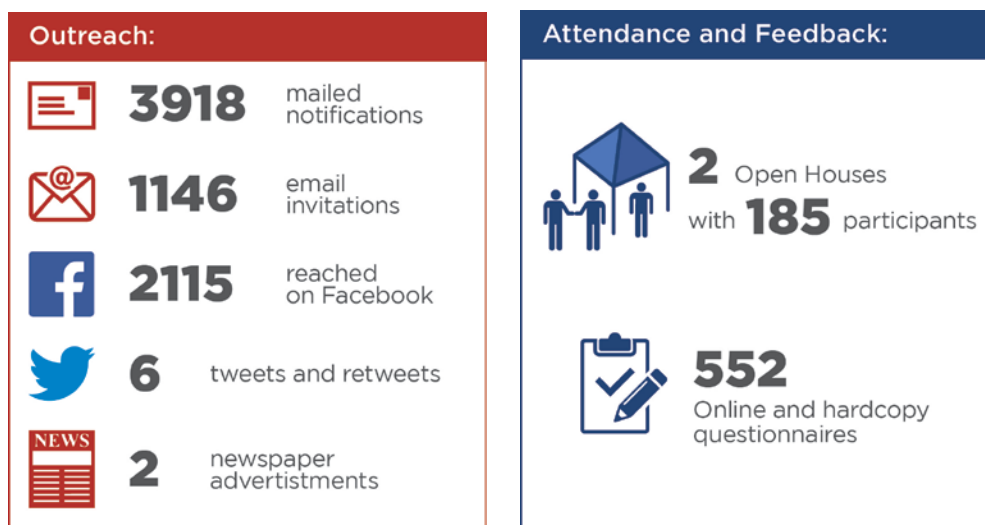 Outreach:
3918 mailed
notifications
@
1146 email
invitations
f
2115 reached
on Facebook
6 tweets and retweets
NEWS
2 newspaper
advertistments
Attendance and Feedback:
2 Open Houses
with 185 participants
552
Online and hardcopy
questionnaires